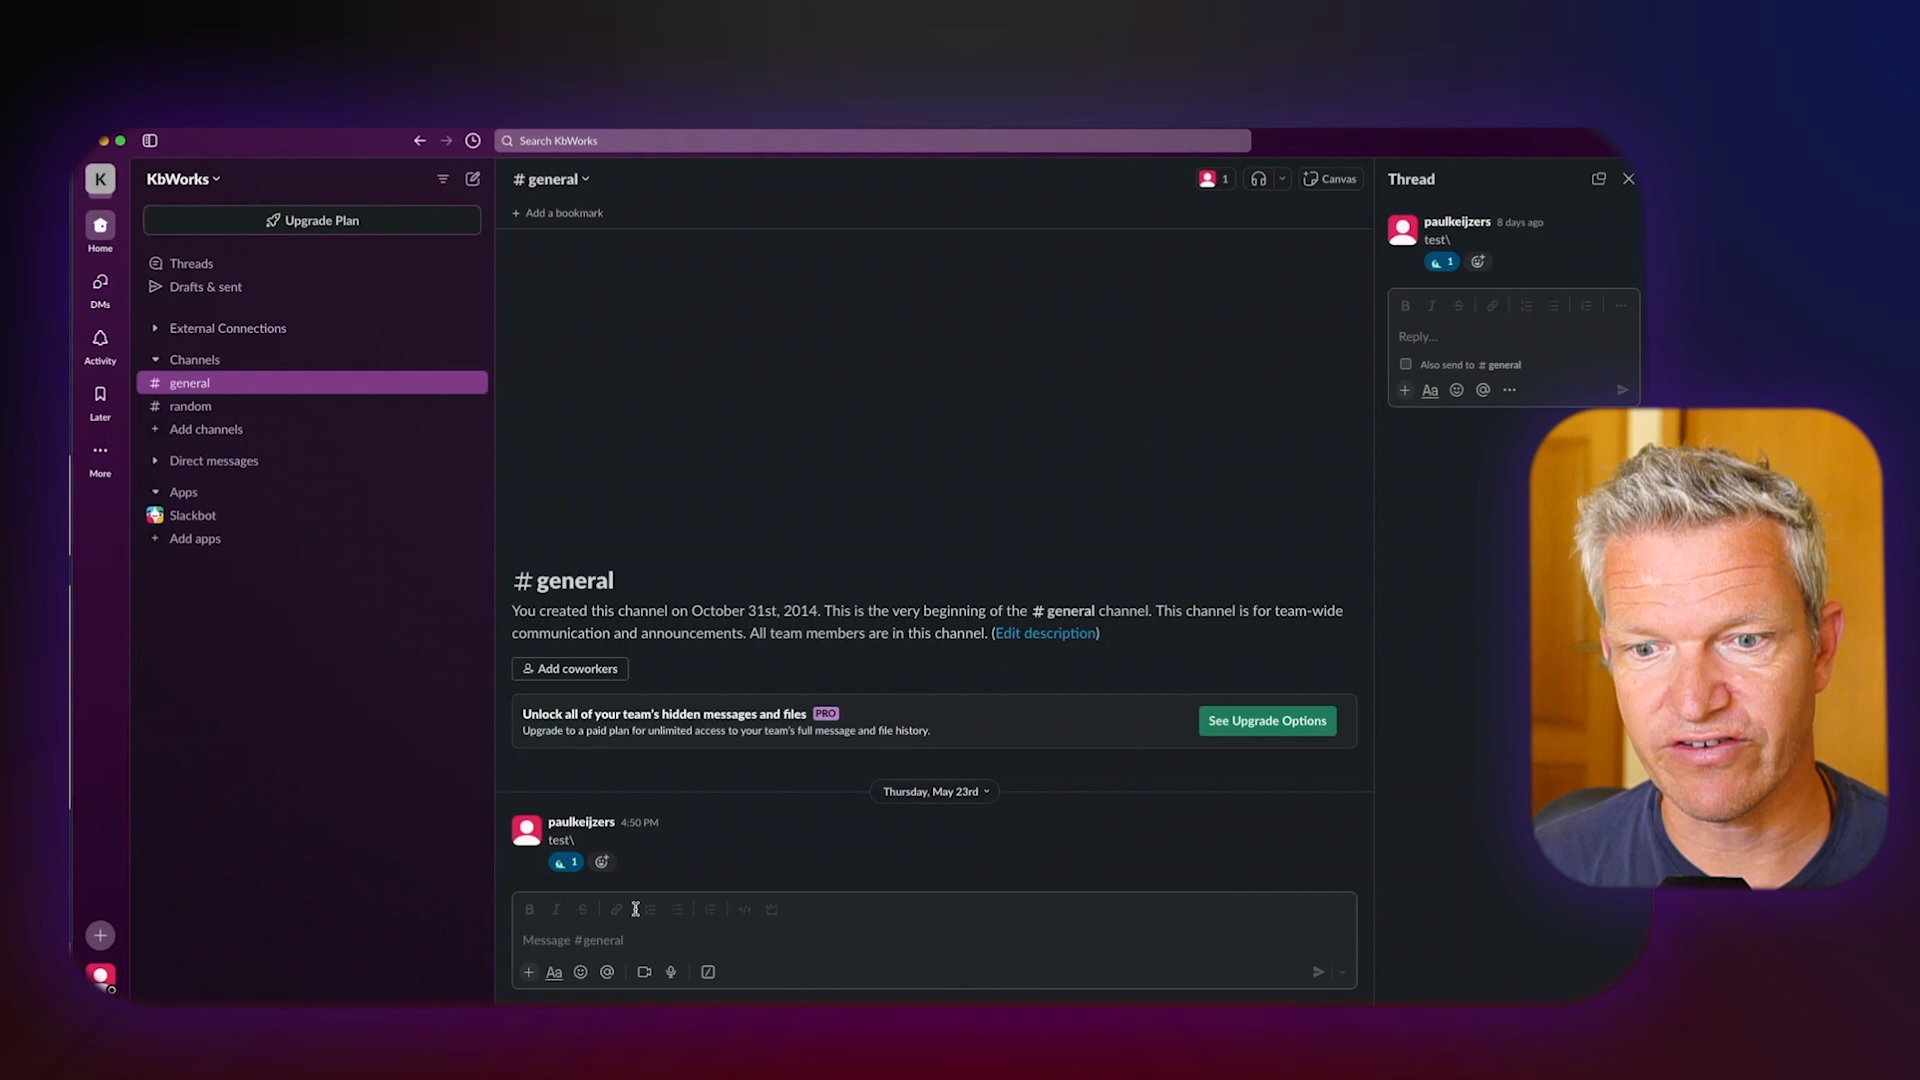 Search KbWorks
K
KbWorks
Upgrade Plan
Home
DMs
Activity
Later
More
Threads
Drafts & sent
External Connections
Channels
# general
# random
+ Add channels
Direct messages
Apps
Slackbot
+ Add apps
# general
1
Canvas
+ Add a bookmark
# general
You created this channel on October 31st, 2014. This is the very beginning of the # general channel. This channel is for team-wide
communication and announcements. All team members are in this channel. (Edit description)
Add coworkers
Unlock all of your team's hidden messages and files PRO
Upgrade to a paid plan for unlimited access to your team's full message and file history.
See Upgrade Options
Thursday, May 23rd
paulkeijzers 4:50 PM
test\
1
B I S
Message #general
+ Aa @
Thread
paulkeijzers 8 days ago
test\
1
B I S
Reply...
Also send to # general
+ Aa @